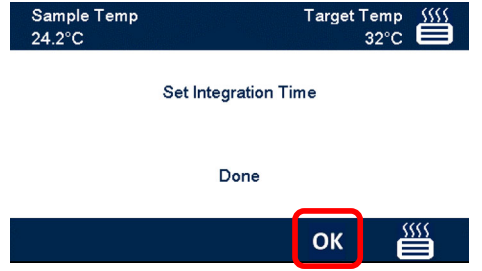 Sample Temp
Target Temp
24.2°C
32°C
Set Integration Time
Done
OK